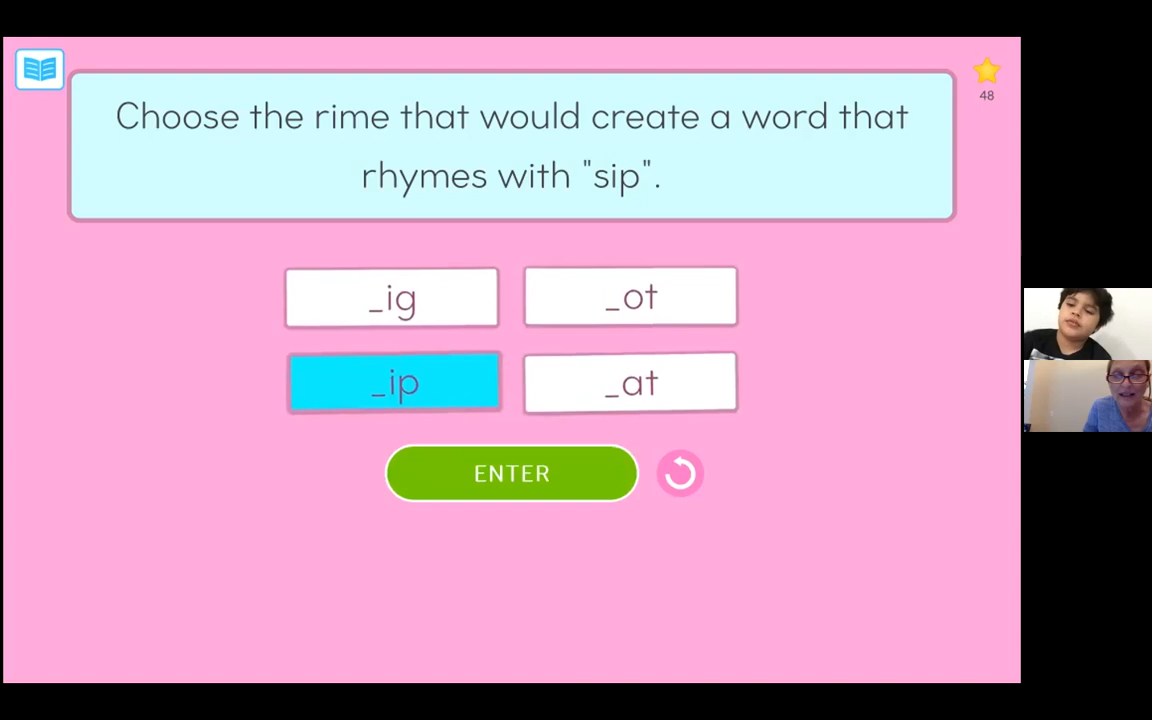 48
Choose the rime that would create a word that
rhymes with "sip".
_ig
_ot
_ip
_at
ENTER